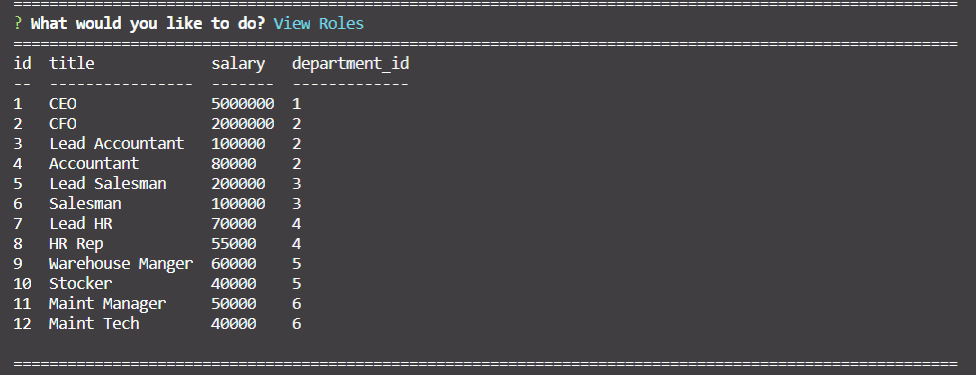 =========================================================================================================
? What would you like to do? View Roles
=========================================================================================================
id  title             salary   department_id
--  ----------------  -------  -------------
1   CEO               5000000  1
2   CFO               2000000  2
3   Lead Accountant   100000   2
4   Accountant        80000    2
5   Lead Salesman     200000   3
6   Salesman          100000   3
7   Lead HR           70000    4
8   HR Rep            55000    4
9   Warehouse Manger  60000    5
10  Stocker           40000    5
11  Maint Manager     50000    6
12  Maint Tech        40000    6
=========================================================================================================